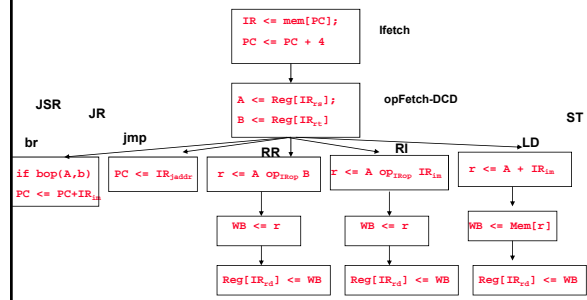 IR <= mem[PC];
PC <= PC + 4
Ifetch
A <= Reg[IRrs];
B <= Reg[IRrt]
opFetch-DCD
JSR
JR
ST
br
jmp
RR
RI
LD
if bop(A,b)
PC <= PC+IRim
PC <= IRjaddr
r <= A opIRop B
r <= A opIRop IRim
r <= A + IRim
WB <= r
WB <= r
WB <= Mem[r]
Reg[IRrd] <= WB
Reg[IRrd] <= WB
Reg[IRrd] <= WB